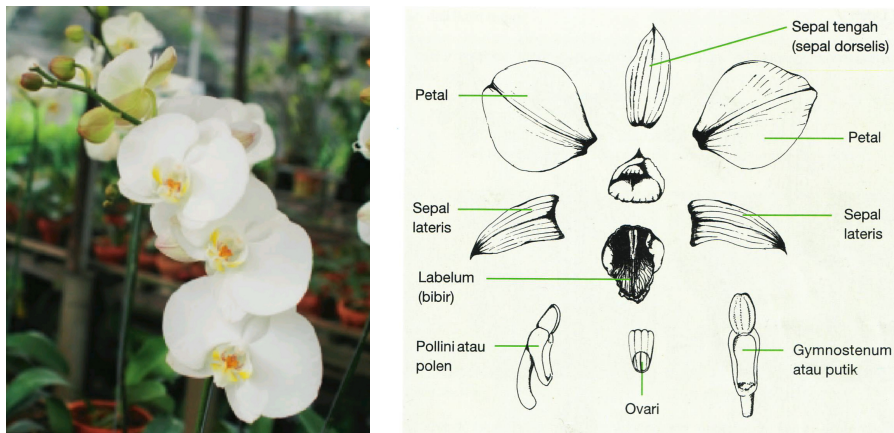 Sepal tengah
(sepal dorselis)
Petal
Petal
Sepal
lateris
Sepal
lateris
Labelum
(bibir)
Pollini atau
polen
Gymnostenum
atau putik
Ovari